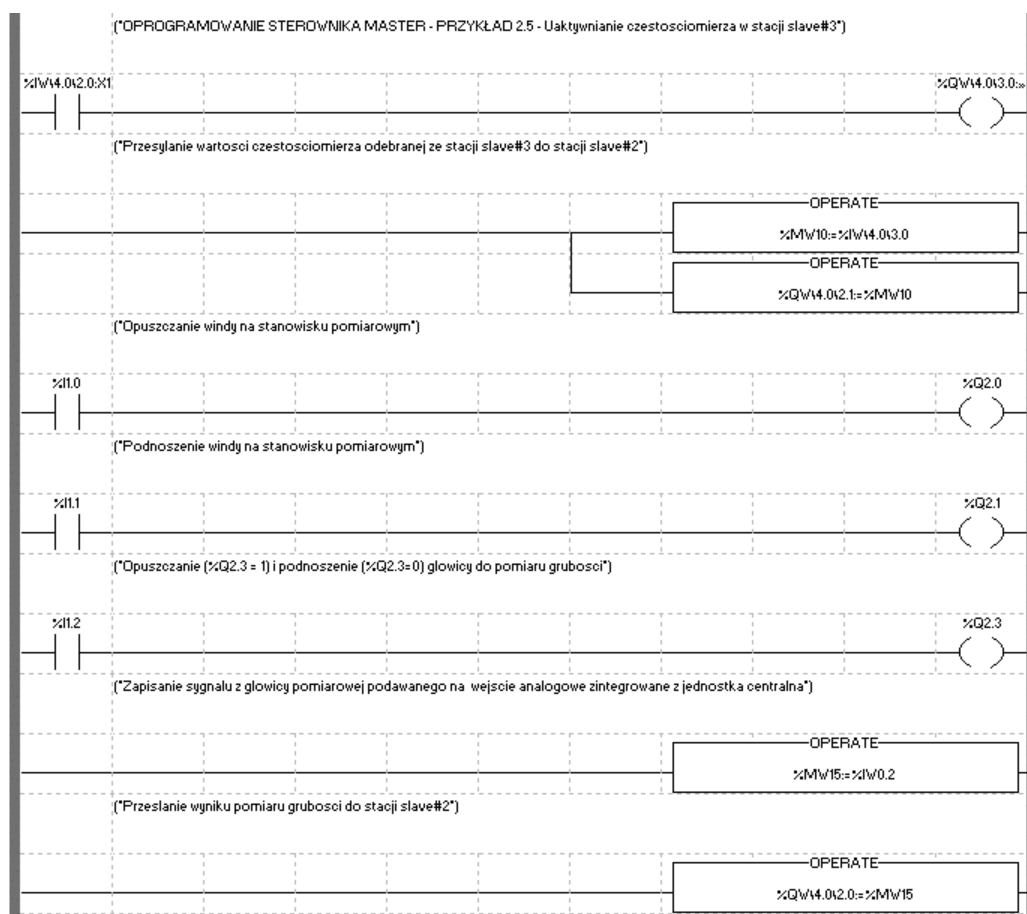 (*OPROGRAMOWANIE STEROWNIKA MASTER - PRZYKŁAD 2.5 - Uaktywnianie czestosciomierza w stacji slave#3*)
%IW\4.0\2.0:X1 %QW\4.0\3.0:»
(*Przesylanie wartosci czestosciomierza odebranej ze stacji slave#3 do stacji slave#2*)
OPERATE
%MW10:=%IW\4.0\3.0
OPERATE
%QW\4.0\2.1:=%MW10
(*Opuszczanie windy na stanowisku pomiarowym*)
%I1.0 %Q2.0
(*Podnoszenie windy na stanowisku pomiarowym*)
%I1.1 %Q2.1
(*Opuszczanie (%Q2.3 = 1) i podnoszenie (%Q2.3=0) glowicy do pomiaru grubosci*)
%I1.2 %Q2.3
(*Zapisanie sygnalu z glowicy pomiarowej podawanego na wejscie analogowe zintegrowane z jednostka centralna*)
OPERATE
%MW15:=%IW0.2
(*Przeslanie wyniku pomiaru grubosci do stacji slave#2*)
OPERATE
%QW\4.0\2.0:=%MW15